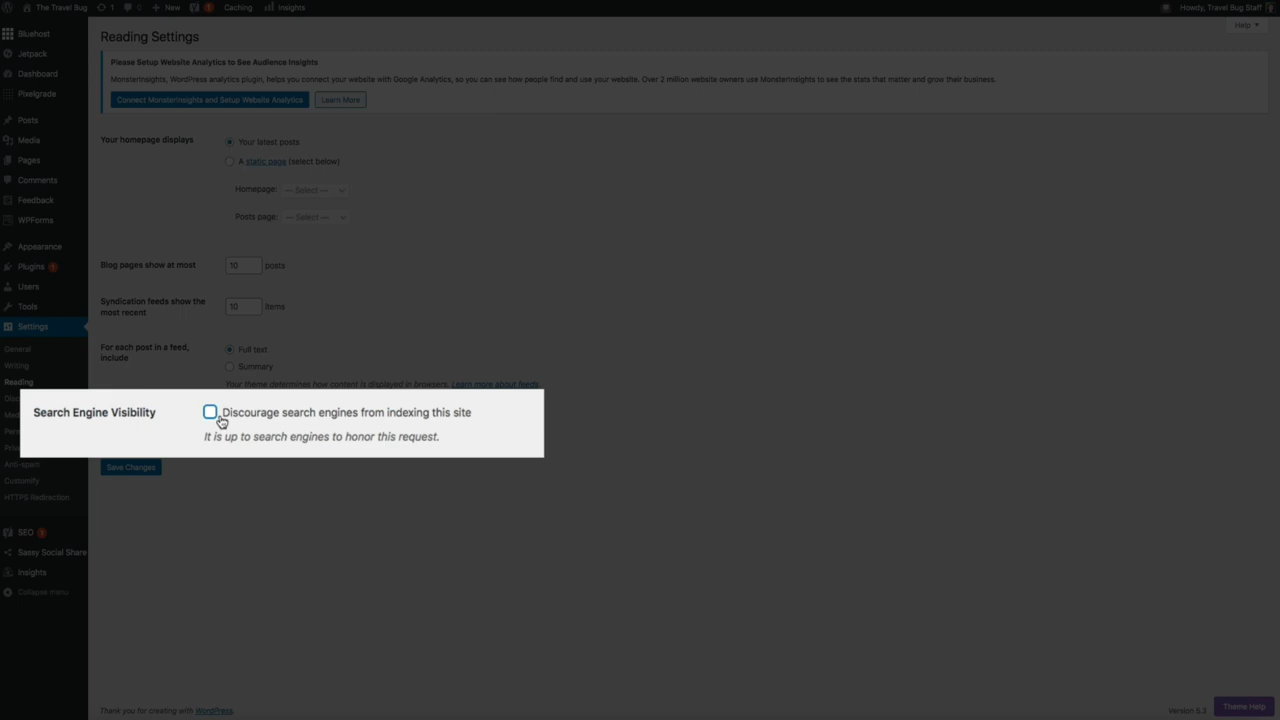 The Travel Bug 1 0 New 1 Caching Insights Howdy, Travel Bug Staff
Help
Bluehost
Jetpack
Dashboard
Pixelgrade
Posts
Media
Pages
Comments
Feedback
WPForms
Appearance
Plugins 1
Users
Tools
Settings
General
Writing
Reading
Customify
HTTPS Redirection
SEO 1
Sassy Social Share
Insights
Collapse menu
Reading Settings
Please Setup Website Analytics to See Audience Insights
MonsterInsights, WordPress analytics plugin, helps you connect your website with Google Analytics, so you can see how people find and use your website. Over 2 million website owners use MonsterInsights to see the stats that matter and grow their business.
Connect MonsterInsights and Setup Website Analytics Learn More
Your homepage displays Your latest posts
A static page (select below)
Homepage: — Select —
Posts page: — Select —
Blog pages show at most 10 posts
Syndication feeds show the
most recent 10 items
For each post in a feed,
include Full text
Summary
Your theme determines how content is displayed in browsers. Learn more about feeds.
Search Engine Visibility Discourage search engines from indexing this site
It is up to search engines to honor this request.
Save Changes
Thank you for creating with WordPress.
Version 5.3
Theme Help